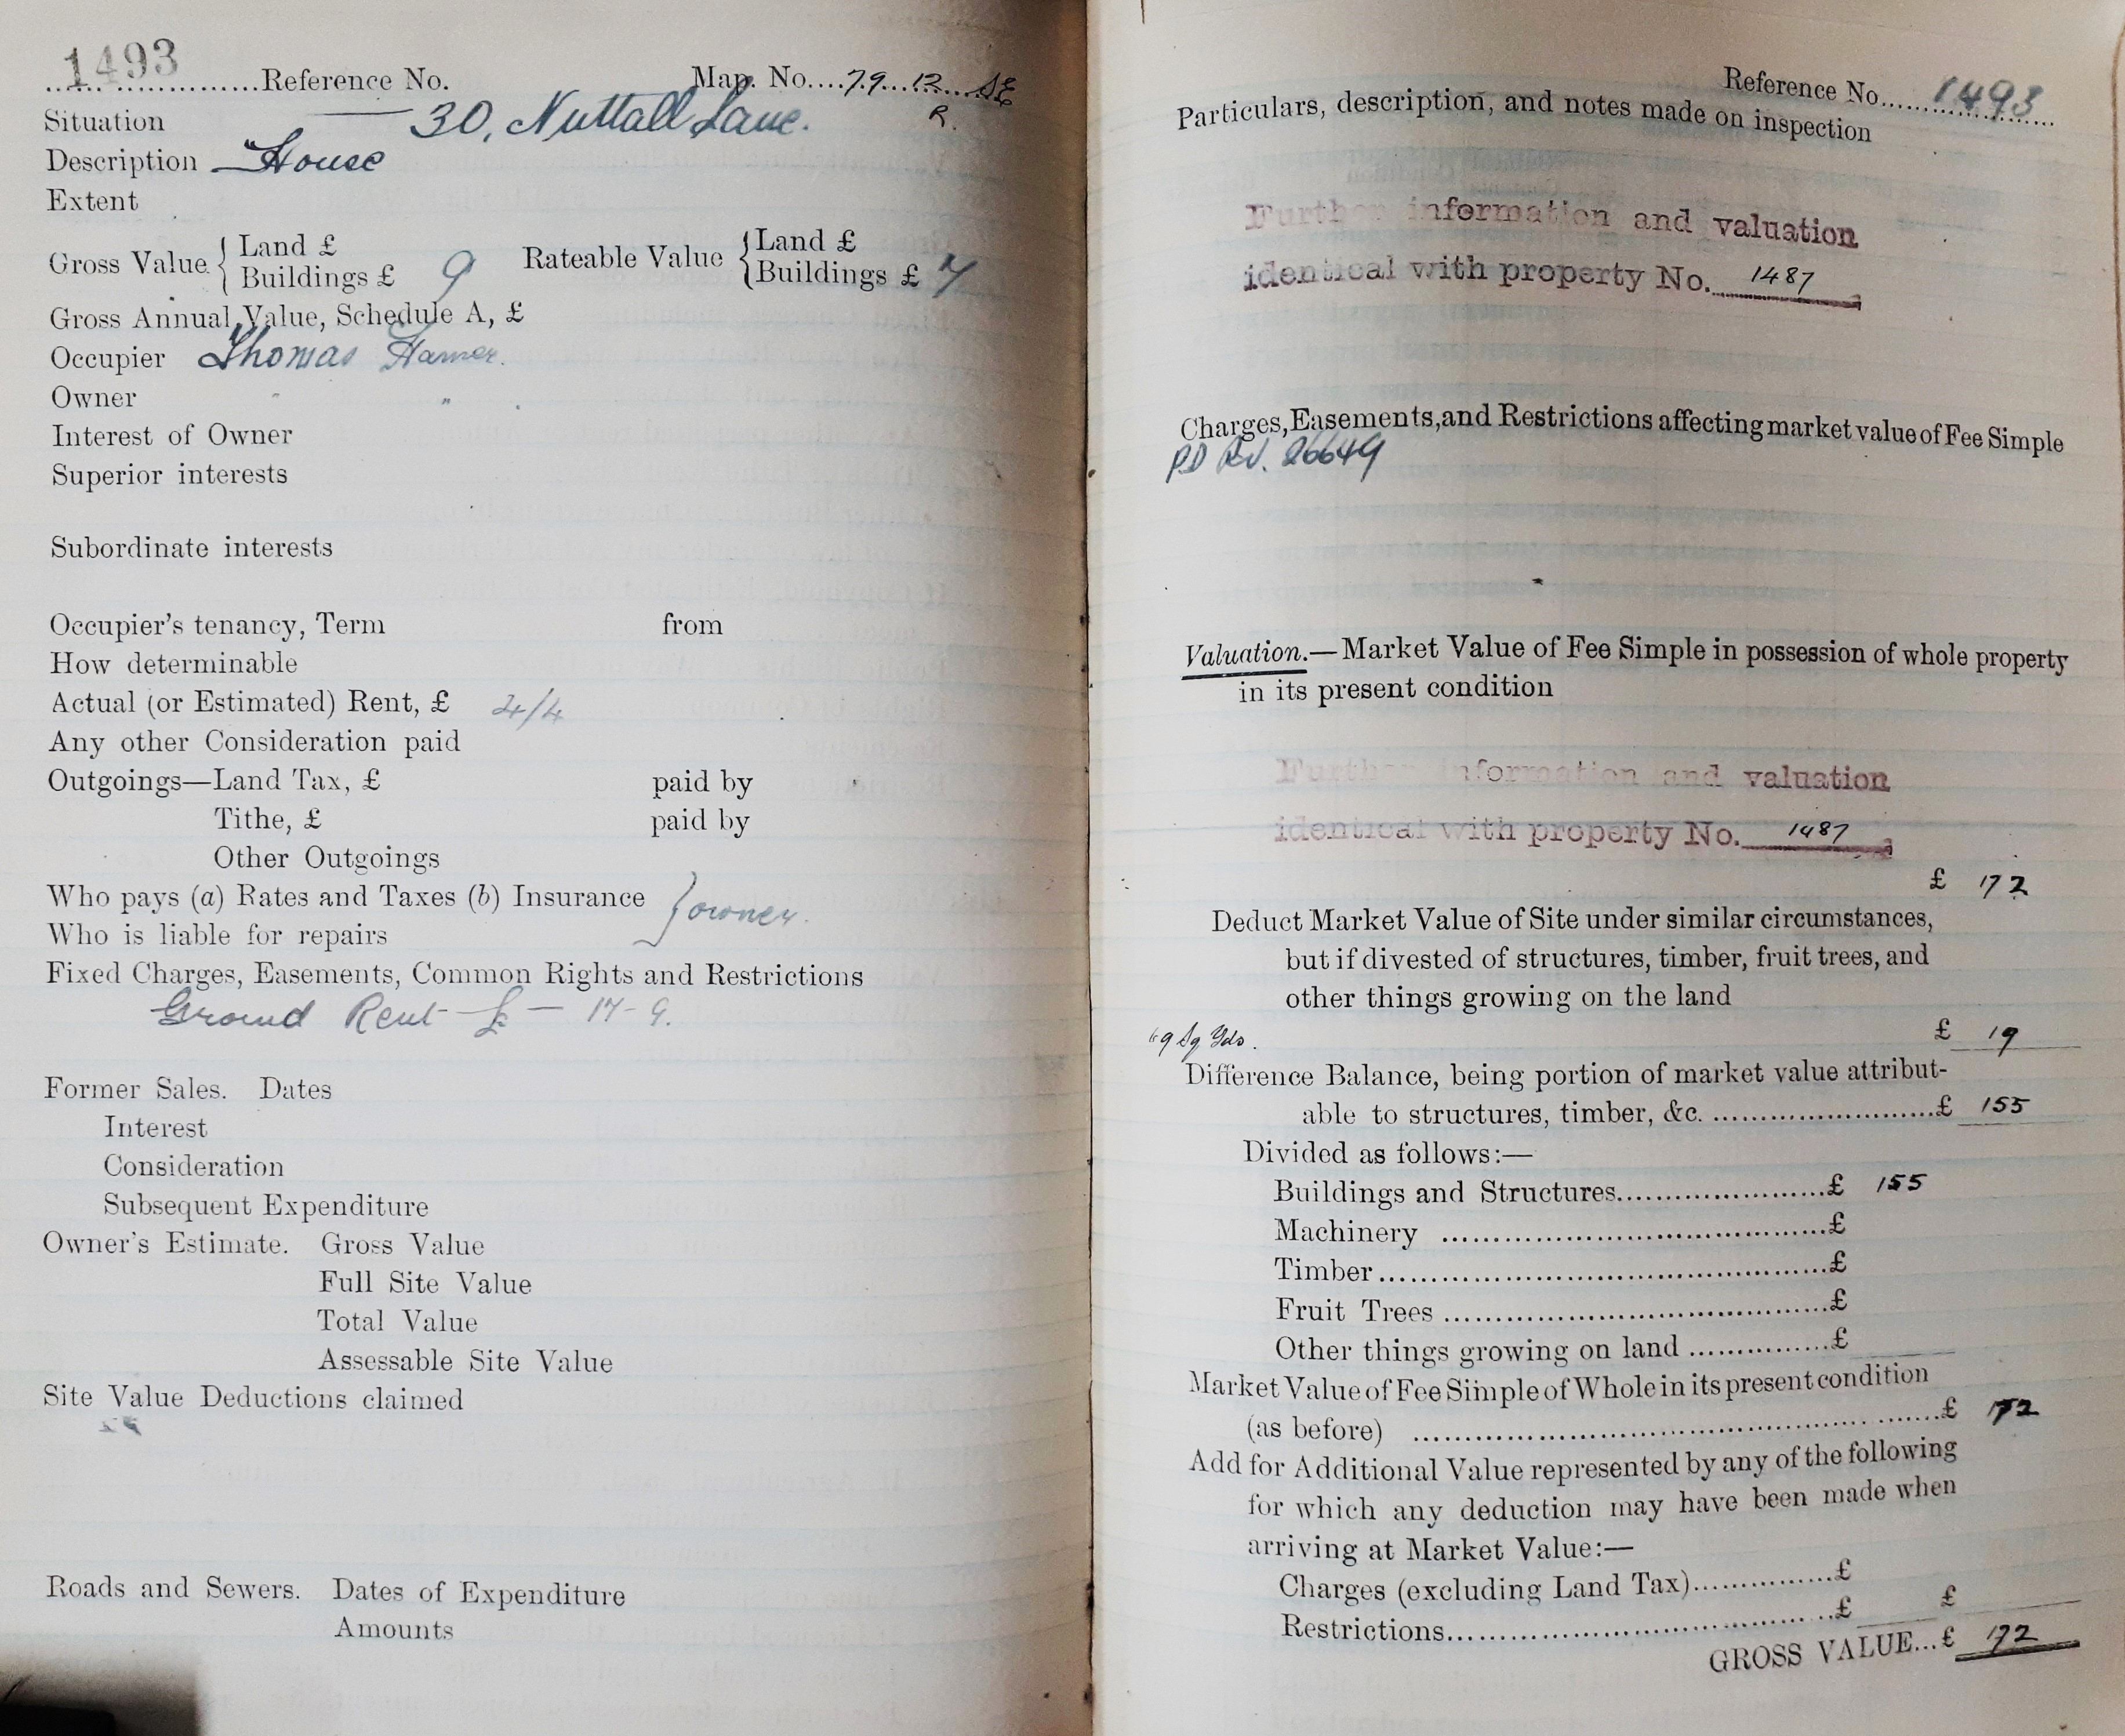 1493 Reference No. Map. No. 79. 12. SE
Situation 30, Nuttall Lane. R.
Description House
Extent
Gross Value { Land £
Buildings £ 9
Rateable Value { Land £
Buildings £ 7
Gross Annual Value, Schedule A, £
Occupier Thomas Hamer.
Owner " "
Interest of Owner
Superior interests
Subordinate interests
Occupier's tenancy, Term from
How determinable
Actual (or Estimated) Rent, £ 4/4
Any other Consideration paid
Outgoings—Land Tax, £ paid by
Tithe, £ paid by
Other Outgoings
Who pays (a) Rates and Taxes (b) Insurance } owner.
Who is liable for repairs
Fixed Charges, Easements, Common Rights and Restrictions
Ground Rent £ — 17 - 9.
Former Sales. Dates
Interest
Consideration
Subsequent Expenditure
Owner's Estimate. Gross Value
Full Site Value
Total Value
Assessable Site Value
Site Value Deductions claimed
Roads and Sewers. Dates of Expenditure
Amounts
Reference No. 1493
Particulars, description, and notes made on inspection
Further information and valuation
identical with property No. 1487
Charges, Easements, and Restrictions affecting market value of Fee Simple
PD RV. 26649
Valuation.—Market Value of Fee Simple in possession of whole property
in its present condition
Further information and valuation
identical with property No. 1487
£ 172
Deduct Market Value of Site under similar circumstances,
but if divested of structures, timber, fruit trees, and
other things growing on the land
119 Sq Yds. £ 19
Difference Balance, being portion of market value attribut-
able to structures, timber, &c. £ 153
Divided as follows:—
Buildings and Structures £ 153
Machinery £
Timber £
Fruit Trees £
Other things growing on land £
Market Value of Fee Simple of Whole in its present condition
(as before) £ 172
Add for Additional Value represented by any of the following
for which any deduction may have been made when
arriving at Market Value:—
Charges (excluding Land Tax) £
Restrictions £ £
GROSS VALUE...£ 172